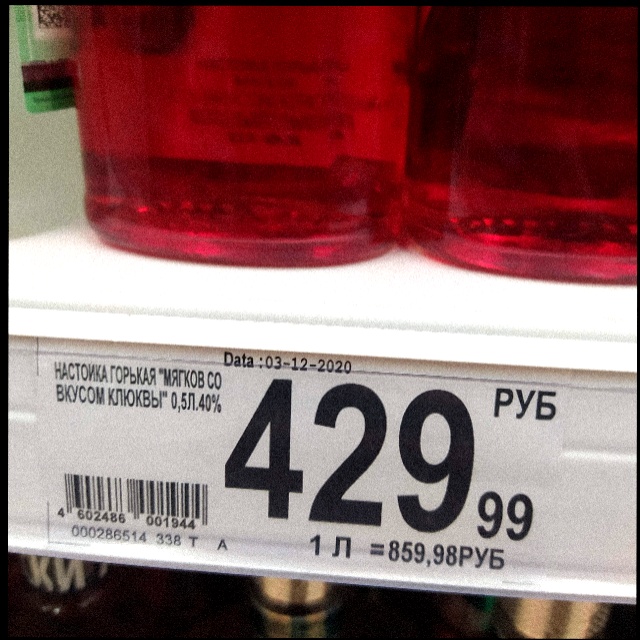 Data :03-12-2020
НАСТОЙКА ГОРЬКАЯ "МЯГКОВ СО
ВКУСОМ КЛЮКВЫ" 0,5Л.40%
429 99 РУБ
4 602486 001944
000286514 338 Т А
1 Л =859,98РУБ
КИ